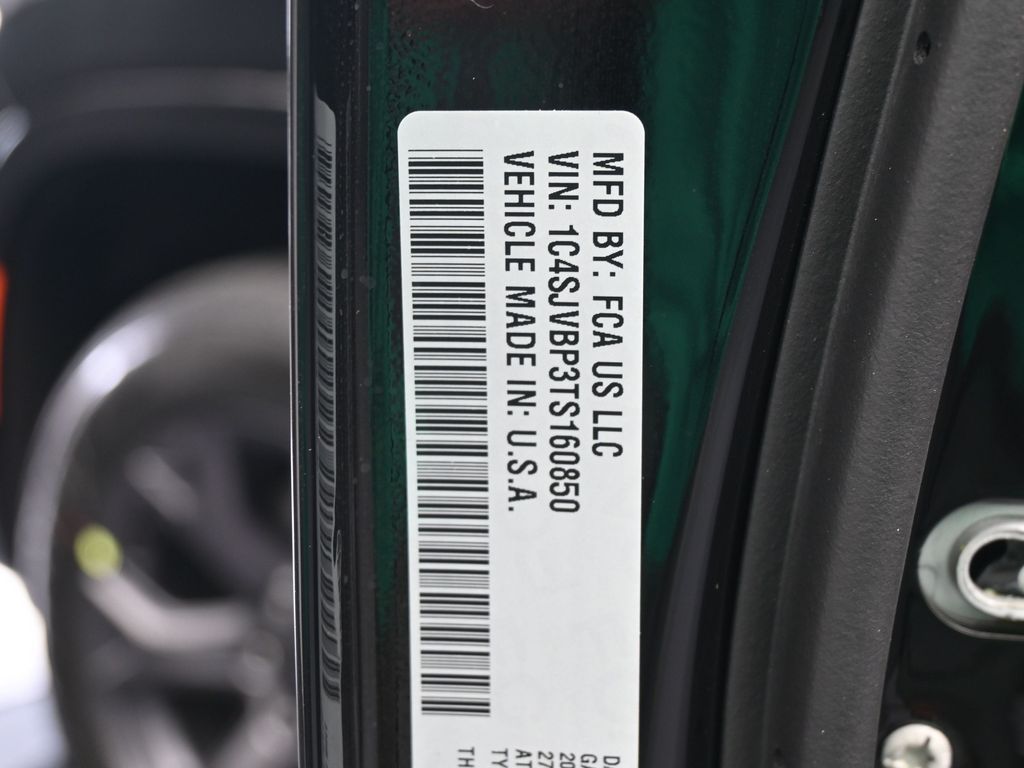 MFD BY: FCA US LLC
VIN: 1C4SJVBP3TS160850
VEHICLE MADE IN: U.S.A.